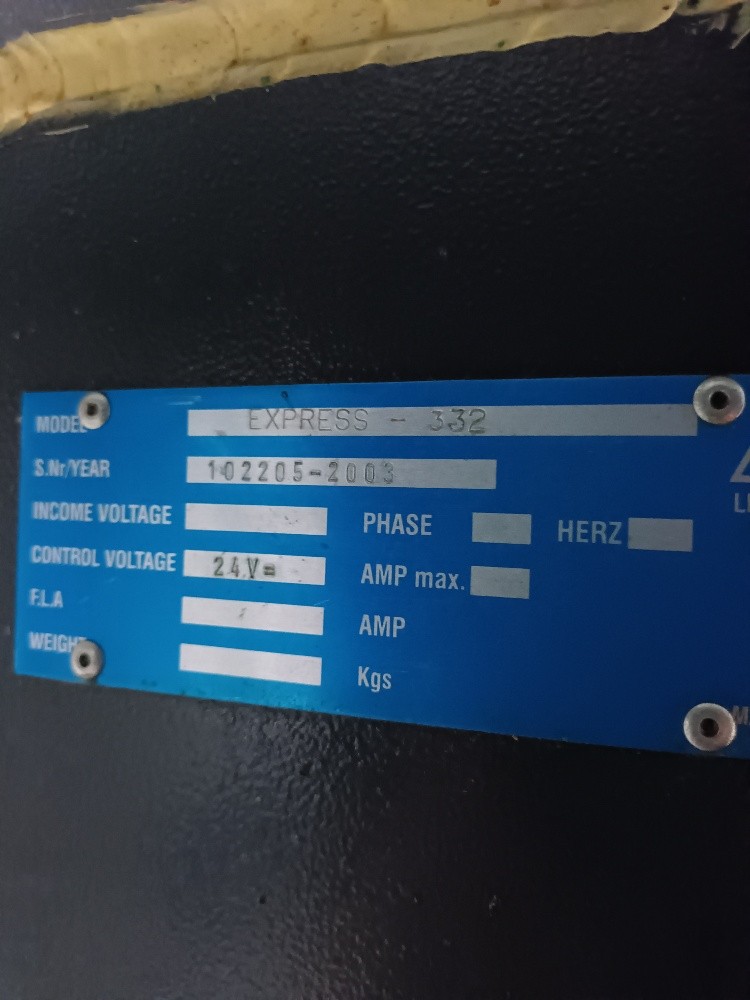 MODEL EXPRESS - 332
S.Nr/YEAR 102205-2003
INCOME VOLTAGE PHASE HERZ
CONTROL VOLTAGE 24V= AMP max.
F.L.A AMP
WEIGHT Kgs